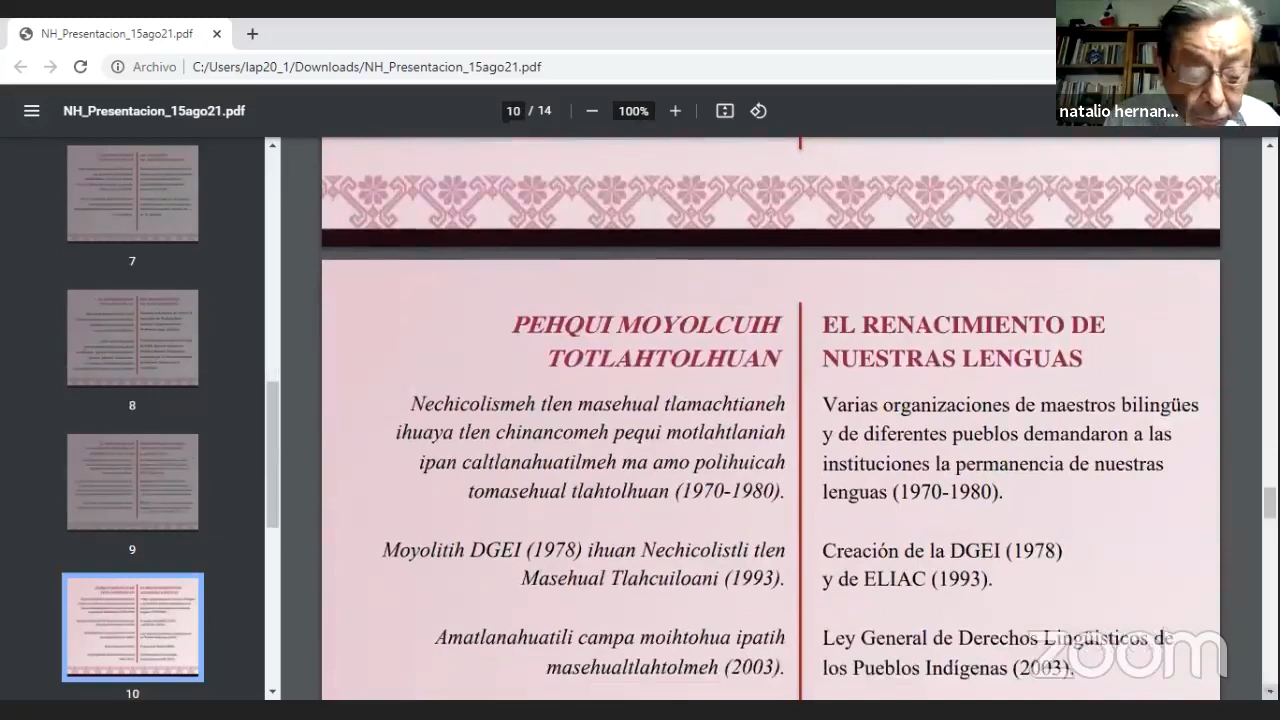 NH_Presentacion_15ago21.pdf
Archivo
C:/Users/lap20_1/Downloads/NH_Presentacion_15ago21.pdf
natalio hernan...
NH_Presentacion_15ago21.pdf
10 / 14
100%
7
8
9
10
PEHQUI MOYOLCUIH
TOTLAHTOLHUAN
Nechicolismeh tlen masehual tlamachtianeh
ihuaya tlen chinancomeh pequi motlahtlaniah
ipan caltlanahuatilmeh ma amo polihuicah
tomasehual tlahtolhuan (1970-1980).
Moyolitih DGEI (1978) ihuan Nechicolistli tlen
Masehual Tlahcuiloani (1993).
Amatlanahuatili campa moihtohua ipatih
masehualtlahtolmeh (2003).
EL RENACIMIENTO DE
NUESTRAS LENGUAS
Varias organizaciones de maestros bilingües
y de diferentes pueblos demandaron a las
instituciones la permanencia de nuestras
lenguas (1970-1980).
Creación de la DGEI (1978)
y de ELIAC (1993).
Ley General de Derechos Lingüisticos de
los Pueblos Indígenas (2003).
zoom